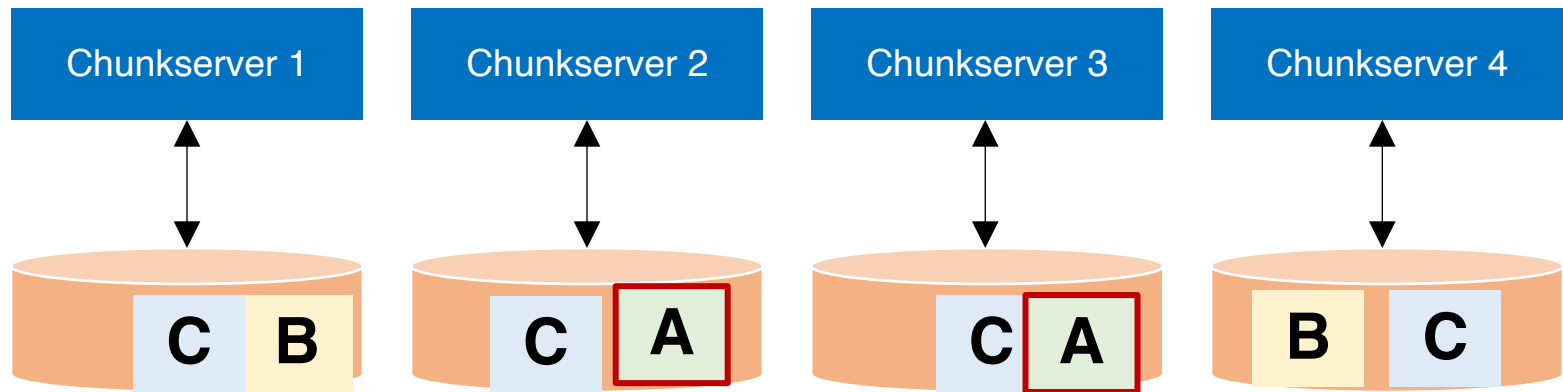 Chunkserver 1
Chunkserver 2
Chunkserver 3
Chunkserver 4
C B
C A
C A
B C